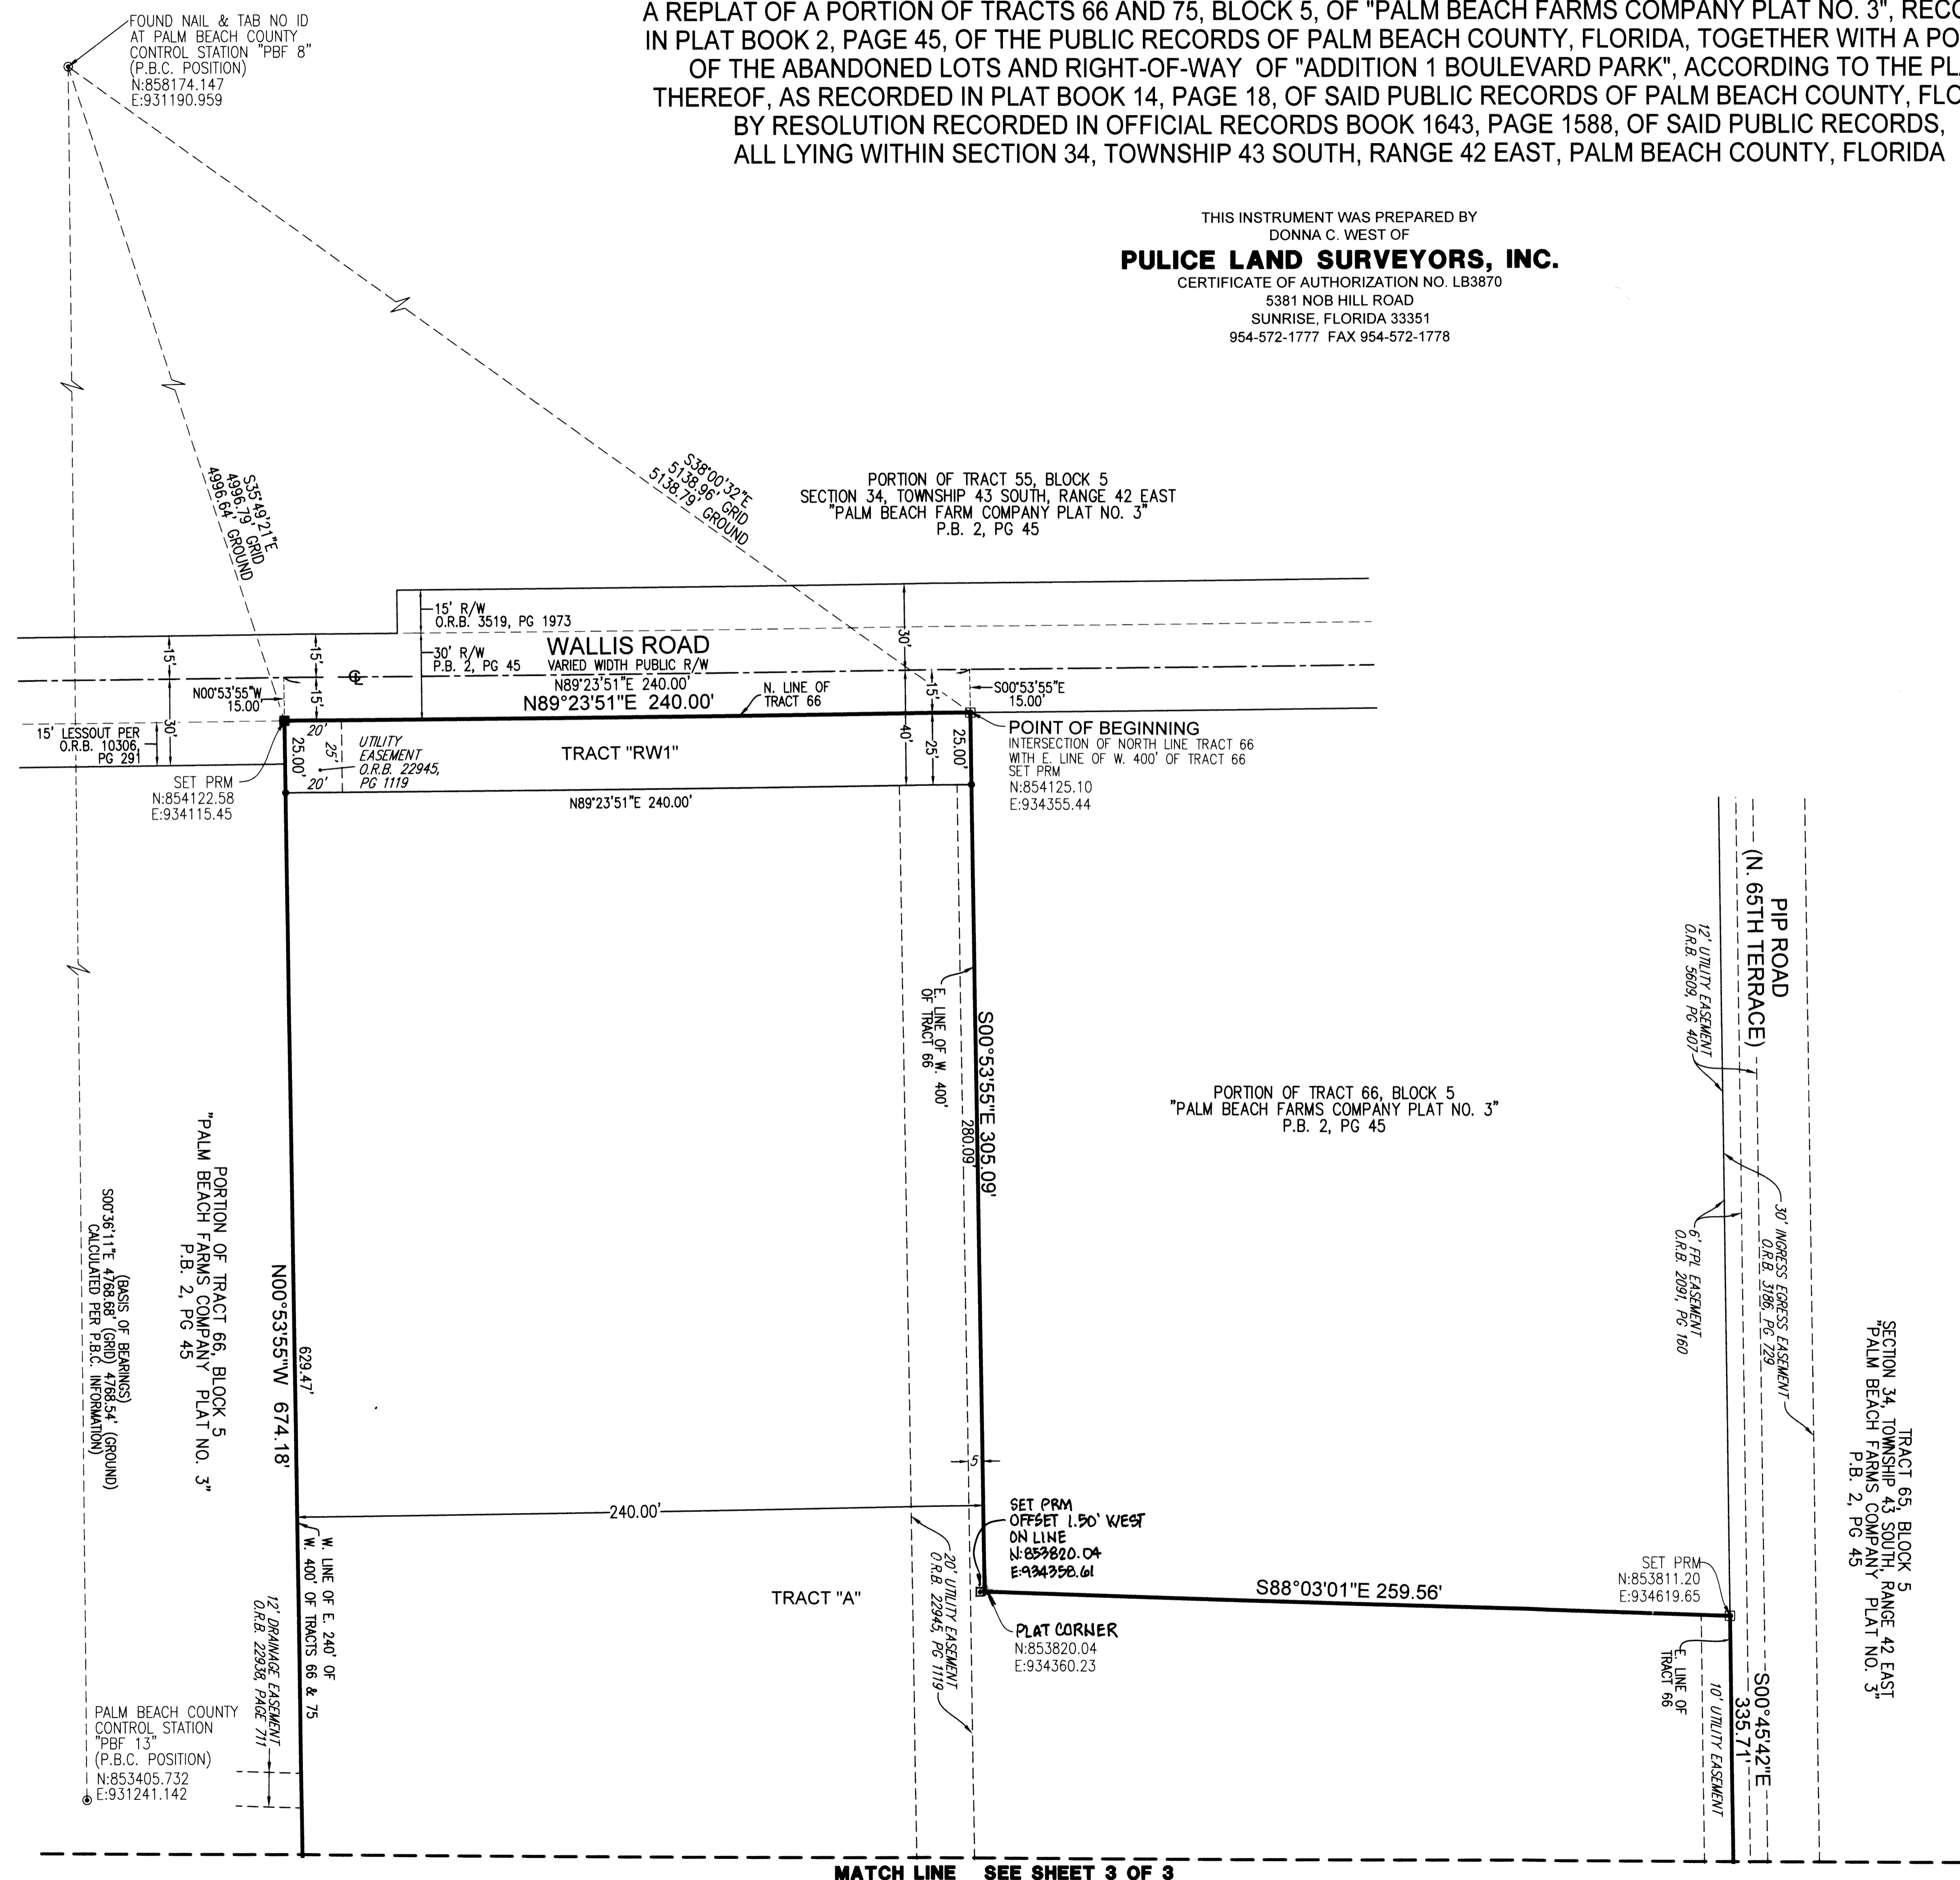 A REPLAT OF A PORTION OF TRACTS 66 AND 75, BLOCK 5, OF "PALM BEACH FARMS COMPANY PLAT NO. 3", RECO
IN PLAT BOOK 2, PAGE 45, OF THE PUBLIC RECORDS OF PALM BEACH COUNTY, FLORIDA, TOGETHER WITH A PO
OF THE ABANDONED LOTS AND RIGHT-OF-WAY OF "ADDITION 1 BOULEVARD PARK", ACCORDING TO THE PL
THEREOF, AS RECORDED IN PLAT BOOK 14, PAGE 18, OF SAID PUBLIC RECORDS OF PALM BEACH COUNTY, FLO
BY RESOLUTION RECORDED IN OFFICIAL RECORDS BOOK 1643, PAGE 1588, OF SAID PUBLIC RECORDS,
ALL LYING WITHIN SECTION 34, TOWNSHIP 43 SOUTH, RANGE 42 EAST, PALM BEACH COUNTY, FLORIDA
FOUND NAIL & TAB NO ID
AT PALM BEACH COUNTY
CONTROL STATION "PBF 8"
(P.B.C. POSITION)
N:858174.147
E:931190.959
THIS INSTRUMENT WAS PREPARED BY
DONNA C. WEST OF
PULICE LAND SURVEYORS, INC.
CERTIFICATE OF AUTHORIZATION NO. LB3870
5381 NOB HILL ROAD
SUNRISE, FLORIDA 33351
954-572-1777 FAX 954-572-1778
S35°49'21"E
4996.79' GRID
4996.64' GROUND
S38°00'32"E
5138.96' GRID
5138.79' GROUND
PORTION OF TRACT 55, BLOCK 5
SECTION 34, TOWNSHIP 43 SOUTH, RANGE 42 EAST
"PALM BEACH FARM COMPANY PLAT NO. 3"
P.B. 2, PG 45
15' R/W
O.R.B. 3519, PG 1973
30' R/W
P.B. 2, PG 45
WALLIS ROAD
VARIED WIDTH PUBLIC R/W
N89°23'51"E 240.00'
N89°23'51"E 240.00'
N. LINE OF
TRACT 66
15'
30'
15'
15'
30'
40'
15'
25'
25.00'
N00°53'55"W
15.00'
S00°53'55"E
15.00'
15' LESSOUT PER
O.R.B. 10306,
PG 291
SET PRM
N:854122.58
E:934115.45
20'
25.00'
25'
20'
UTILITY
EASEMENT
O.R.B. 22945,
PG 1119
TRACT "RW1"
N89°23'51"E 240.00'
POINT OF BEGINNING
INTERSECTION OF NORTH LINE TRACT 66
WITH E. LINE OF W. 400' OF TRACT 66
SET PRM
N:854125.10
E:934355.44
E. LINE OF W. 400'
OF TRACT 66
S00°53'55"E 305.09'
280.09'
PORTION OF TRACT 66, BLOCK 5
"PALM BEACH FARMS COMPANY PLAT NO. 3"
P.B. 2, PG 45
PIP ROAD
(N. 65TH TERRACE)
12' UTILITY EASEMENT
O.R.B. 5609, PG 407
30' INGRESS EGRESS EASEMENT
O.R.B. 3186, PG 729
6' FPL EASEMENT
O.R.B. 2091, PG 160
TRACT 65, BLOCK 5
SECTION 34, TOWNSHIP 43 SOUTH, RANGE 42 EAST
"PALM BEACH FARMS COMPANY PLAT NO. 3"
P.B. 2, PG 45
PORTION OF TRACT 66, BLOCK 5
"PALM BEACH FARMS COMPANY PLAT NO. 3"
P.B. 2, PG 45
(BASIS OF BEARINGS)
S00°36'11"E 4768.68' (GRID) 4768.54' (GROUND)
CALCULATED PER P.B.C. INFORMATION)
N00°53'55"W 674.18'
629.47'
240.00'
5'
W. LINE OF E. 240' OF
W. 400' OF TRACTS 66 & 75
12' DRAINAGE EASEMENT
O.R.B. 22938, PAGE 711
SET PRM
OFFSET 1.50' WEST
ON LINE
N:853820.04
E:934358.61
PLAT CORNER
N:853820.04
E:934360.23
TRACT "A"
20' UTILITY EASEMENT
O.R.B. 22945, PG 1119
S88°03'01"E 259.56'
SET PRM
N:853811.20
E:934619.65
E. LINE OF
TRACT 66
10' UTILITY EASEMENT
S00°45'42"E
335.71'
PALM BEACH COUNTY
CONTROL STATION
"PBF 13"
(P.B.C. POSITION)
N:853405.732
E:931241.142
MATCH LINE SEE SHEET 3 OF 3